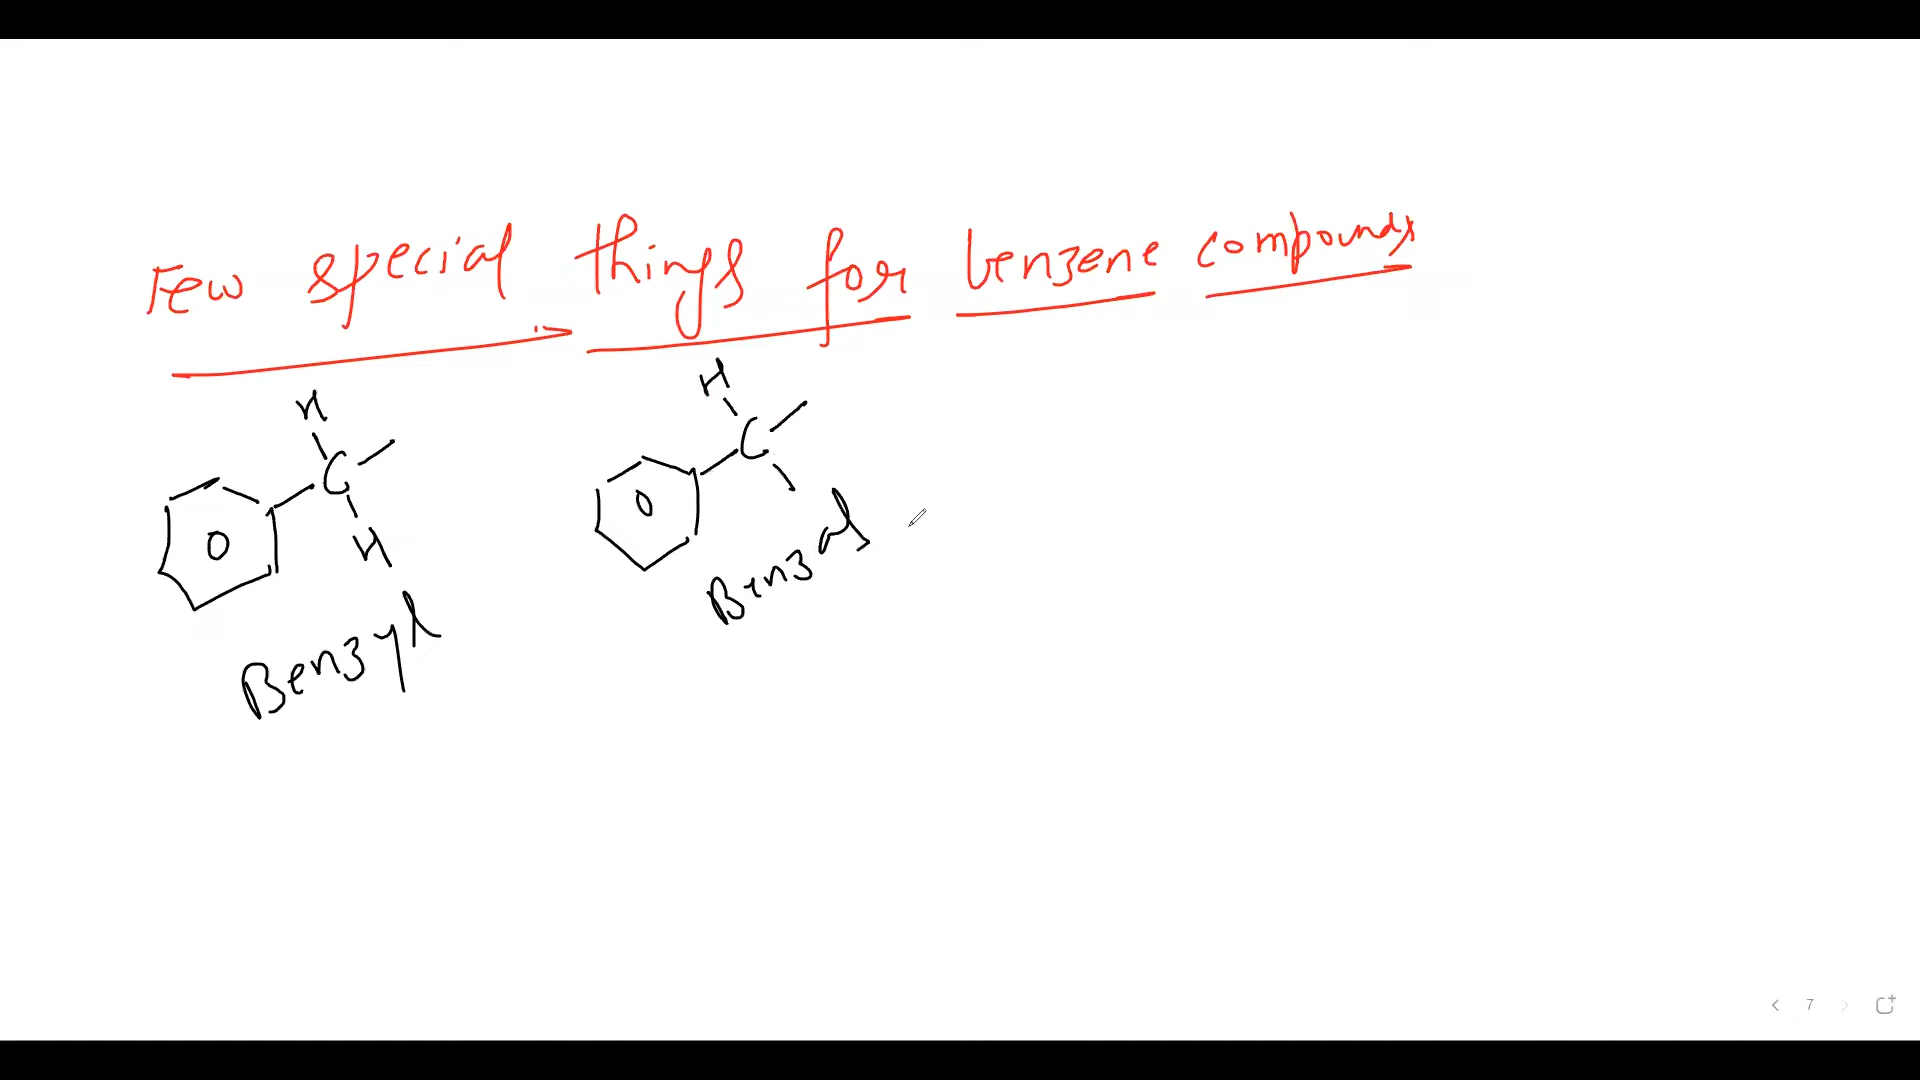 Few special things for benzene compounds
H
C
H
Benzyl
H
C
Benzal
7